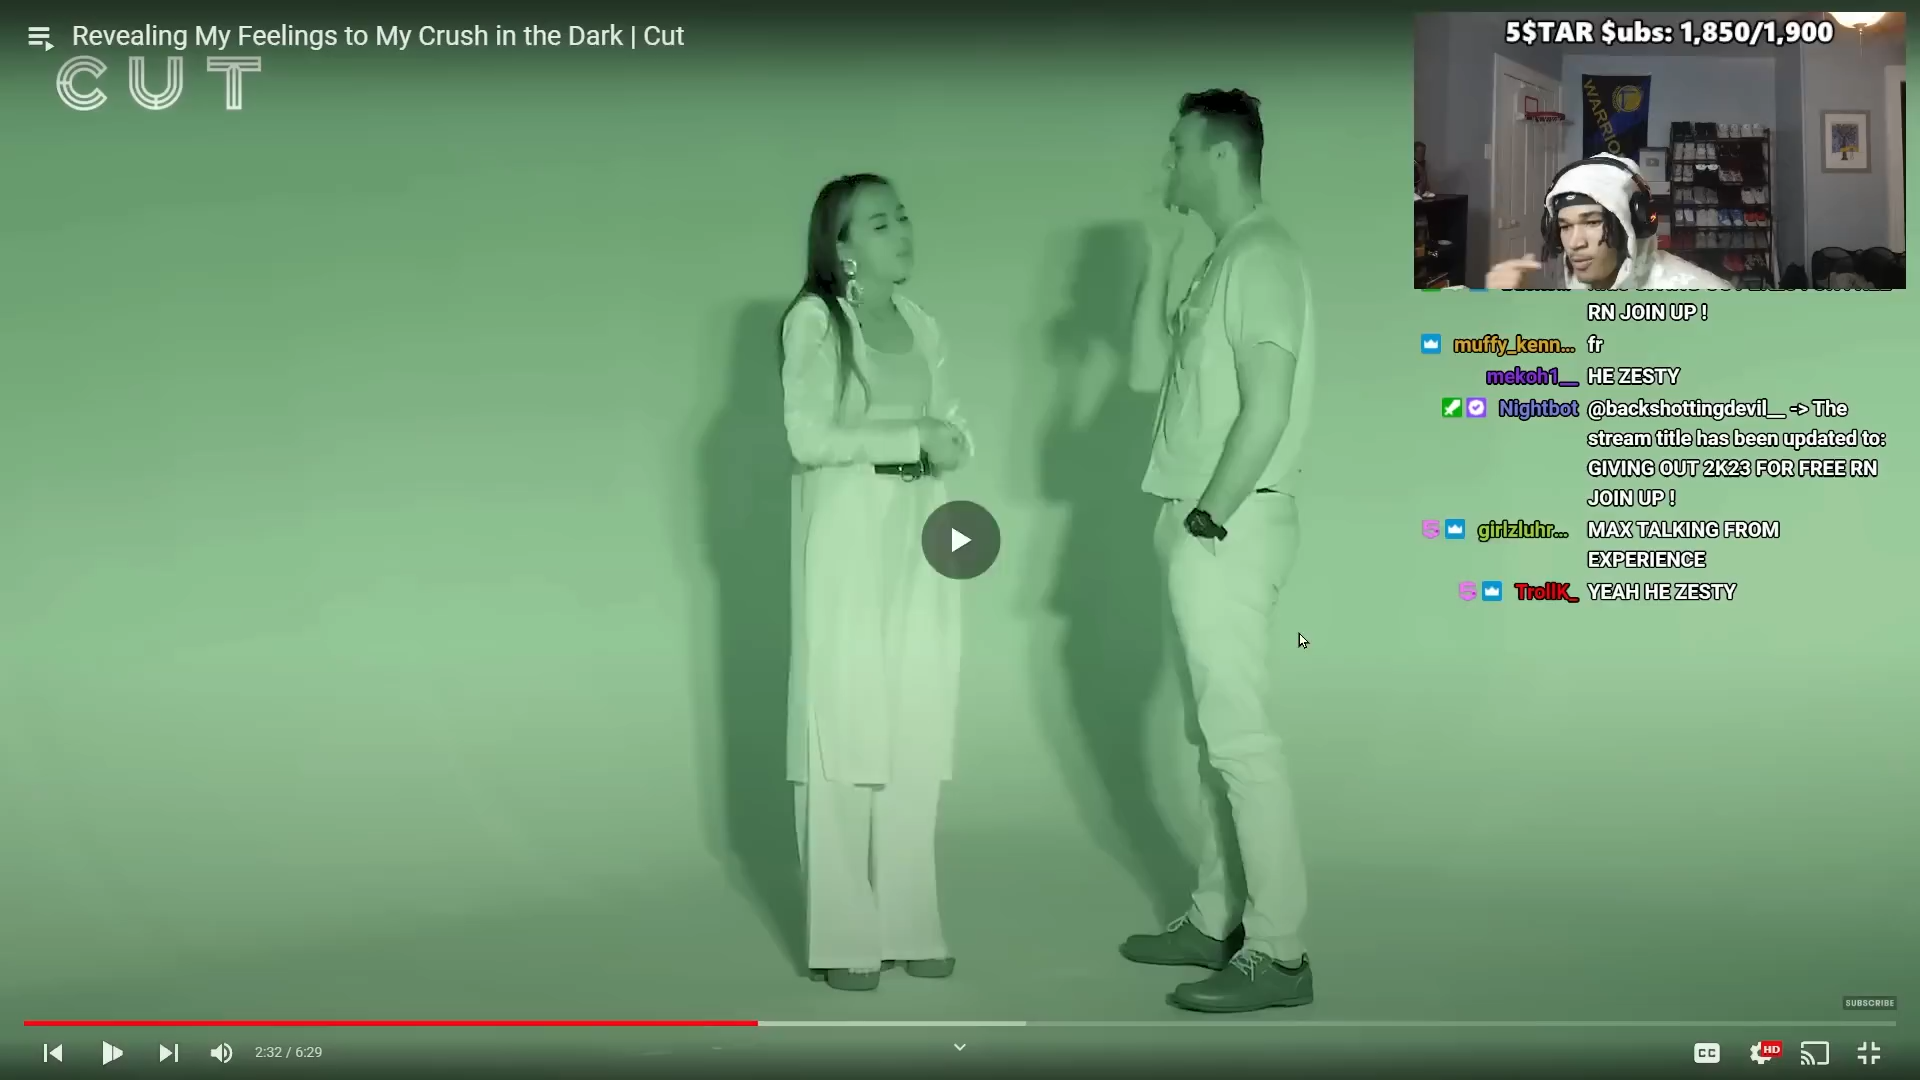 Revealing My Feelings to My Crush in the Dark | Cut
CUT
5$TAR $ubs: 1,850/1,900
WARRIO
RN JOIN UP !
muffy_kenn... fr
mekoh1__ HE ZESTY
Nightbot @backshottingdevil__ -> The
stream title has been updated to:
GIVING OUT 2K23 FOR FREE RN
JOIN UP !
girlzluhr... MAX TALKING FROM
EXPERIENCE
TrollK_ YEAH HE ZESTY
SUBSCRIBE
2:32 / 6:29
CC
HD